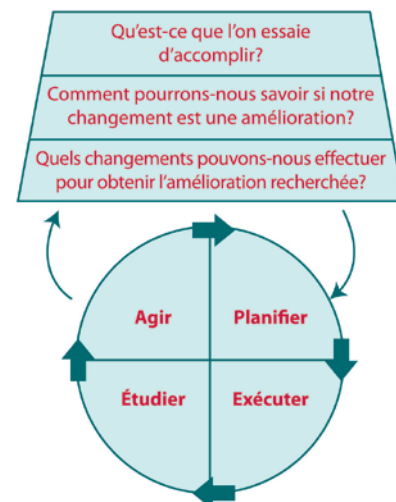 Qu'est-ce que l'on essaie
d'accomplir?
Comment pourrons-nous savoir si notre
changement est une amélioration?
Quels changements pouvons-nous effectuer
pour obtenir l'amélioration recherchée?
Agir
Planifier
Étudier
Exécuter